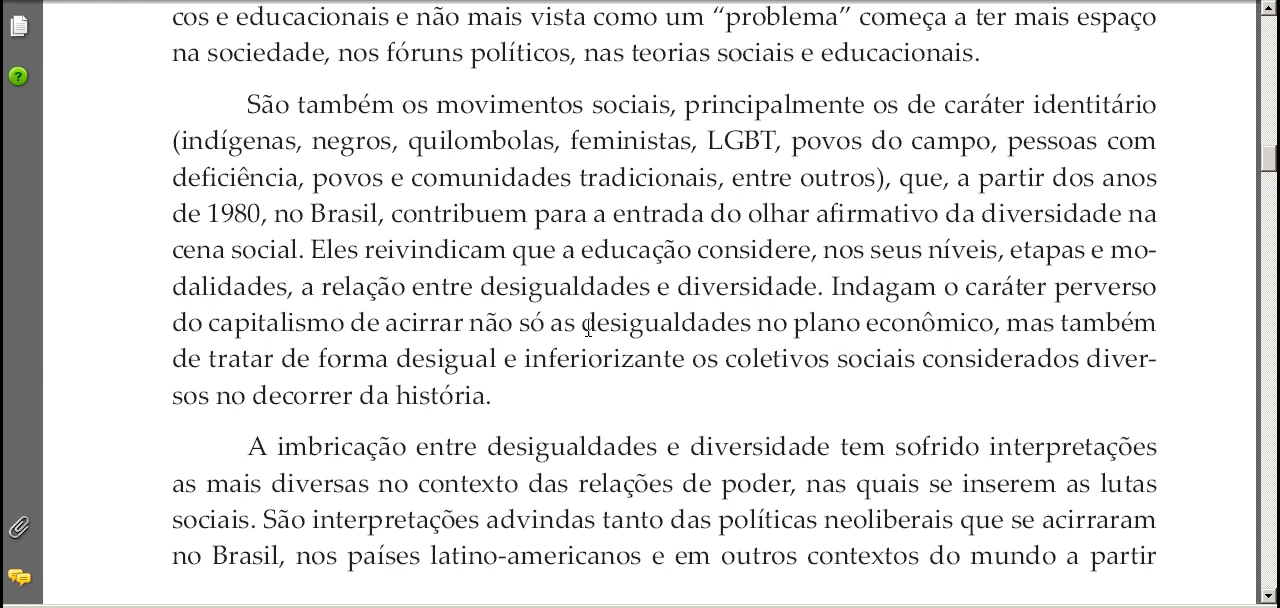 cos e educacionais e não mais vista como um “problema” começa a ter mais espaço
na sociedade, nos fóruns políticos, nas teorias sociais e educacionais.
São também os movimentos sociais, principalmente os de caráter identitário
(indígenas, negros, quilombolas, feministas, LGBT, povos do campo, pessoas com
deficiência, povos e comunidades tradicionais, entre outros), que, a partir dos anos
de 1980, no Brasil, contribuem para a entrada do olhar afirmativo da diversidade na
cena social. Eles reivindicam que a educação considere, nos seus níveis, etapas e mo-
dalidades, a relação entre desigualdades e diversidade. Indagam o caráter perverso
do capitalismo de acirrar não só as desigualdades no plano econômico, mas também
de tratar de forma desigual e inferiorizante os coletivos sociais considerados diver-
sos no decorrer da história.
A imbricação entre desigualdades e diversidade tem sofrido interpretações
as mais diversas no contexto das relações de poder, nas quais se inserem as lutas
sociais. São interpretações advindas tanto das políticas neoliberais que se acirraram
no Brasil, nos países latino-americanos e em outros contextos do mundo a partir